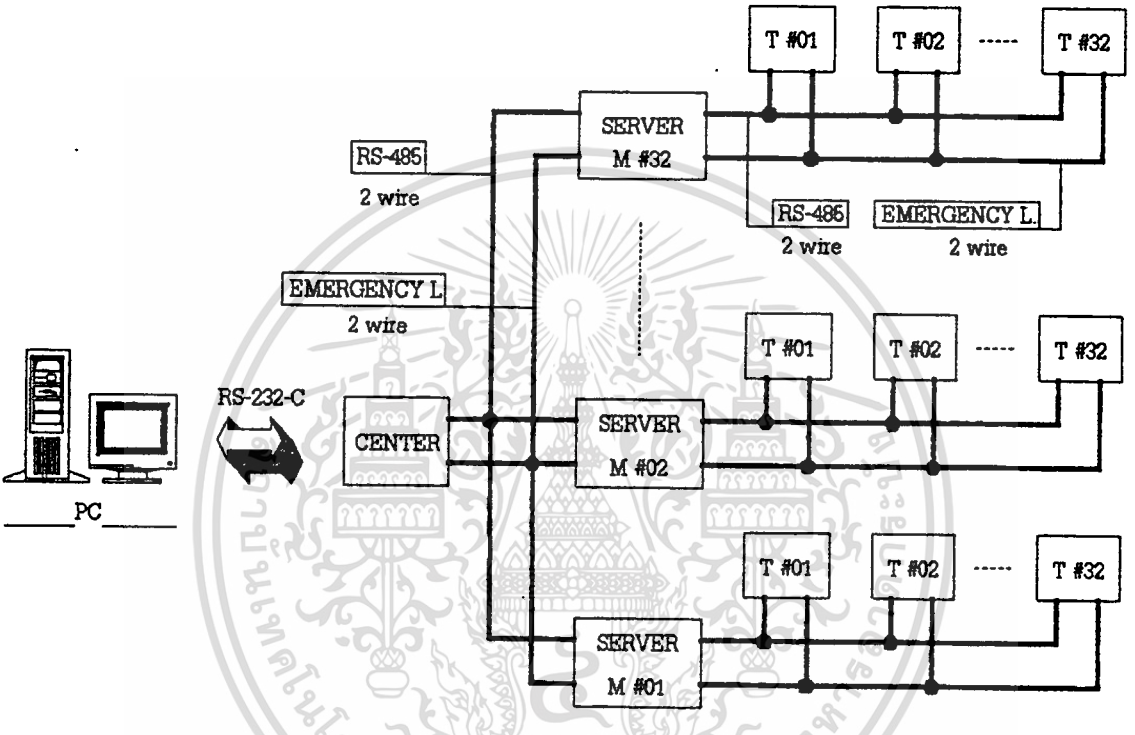 T #01
T #02
T #32
SERVER
M #32
RS-485
2 wire
RS-485
2 wire
EMERGENCY L.
2 wire
EMERGENCY L
2 wire
T #01
T #02
T #32
RS-232-C
CENTER
SERVER
M #02
PC
T #01
T #02
T #32
SERVER
M #01